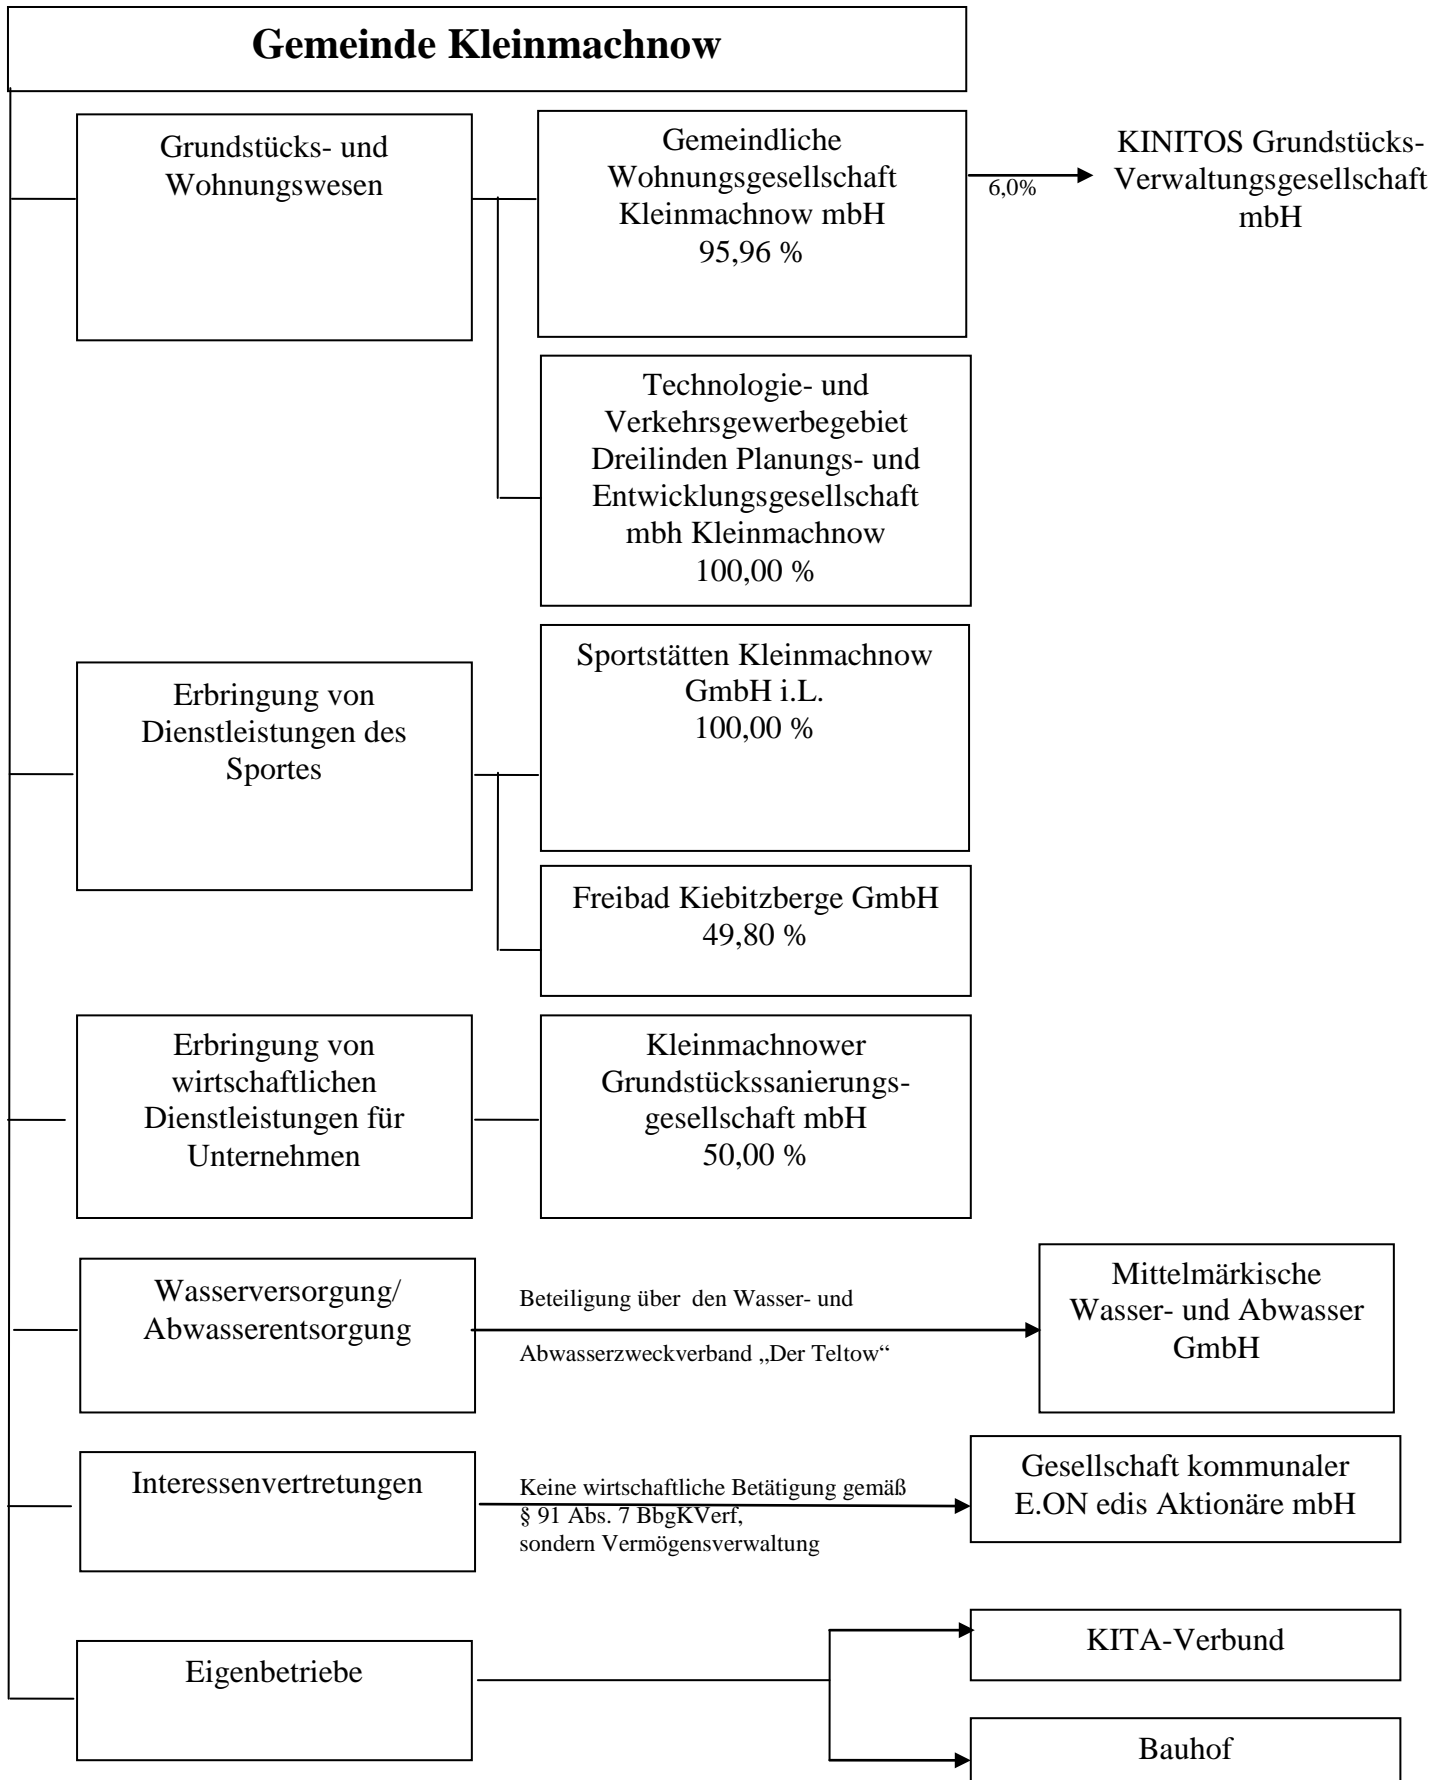 Gemeinde Kleinmachnow
Grundstücks- und
Wohnungswesen
Gemeindliche
Wohnungsgesellschaft
Kleinmachnow mbH
95,96 %
6,0%
KINITOS Grundstücks-
Verwaltungsgesellschaft
mbH
Technologie- und
Verkehrsgewerbegebiet
Dreilinden Planungs- und
Entwicklungsgesellschaft
mbh Kleinmachnow
100,00 %
Erbringung von
Dienstleistungen des
Sportes
Sportstätten Kleinmachnow
GmbH i.L.
100,00 %
Freibad Kiebitzberge GmbH
49,80 %
Erbringung von
wirtschaftlichen
Dienstleistungen für
Unternehmen
Kleinmachnower
Grundstückssanierungs-
gesellschaft mbH
50,00 %
Wasserversorgung/
Abwasserentsorgung
Beteiligung über den Wasser- und
Abwasserzweckverband „Der Teltow“
Mittelmärkische
Wasser- und Abwasser
GmbH
Interessenvertretungen
Keine wirtschaftliche Betätigung gemäß
§ 91 Abs. 7 BbgKVerf,
sondern Vermögensverwaltung
Gesellschaft kommunaler
E.ON edis Aktionäre mbH
Eigenbetriebe
KITA-Verbund
Bauhof